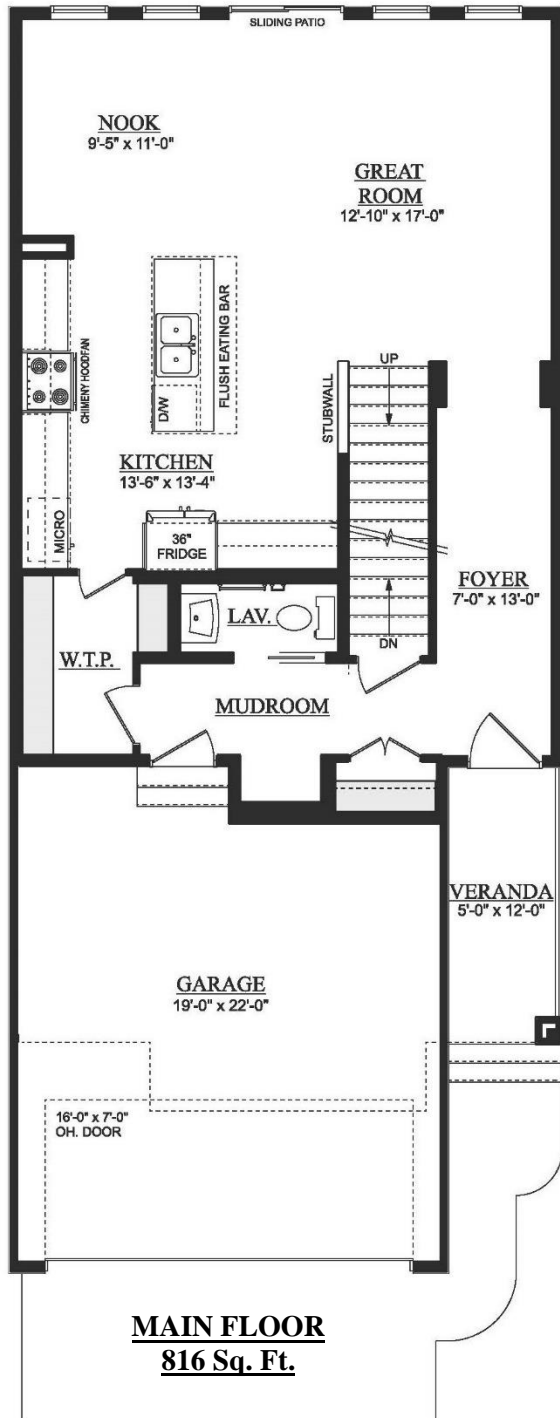 SLIDING PATIO
NOOK
9'-5" x 11'-0"
GREAT
ROOM
12'-10" x 17'-0"
CHIMENY HOODFAN
FLUSH EATING BAR
D/W
STUBWALL
UP
KITCHEN
13'-6" x 13'-4"
MICRO
36"
FRIDGE
FOYER
7'-0" x 13'-0"
LAV.
DN
W.T.P.
MUDROOM
VERANDA
5'-0" x 12'-0"
GARAGE
19'-0" x 22'-0"
16'-0" x 7'-0"
OH. DOOR
MAIN FLOOR
816 Sq. Ft.